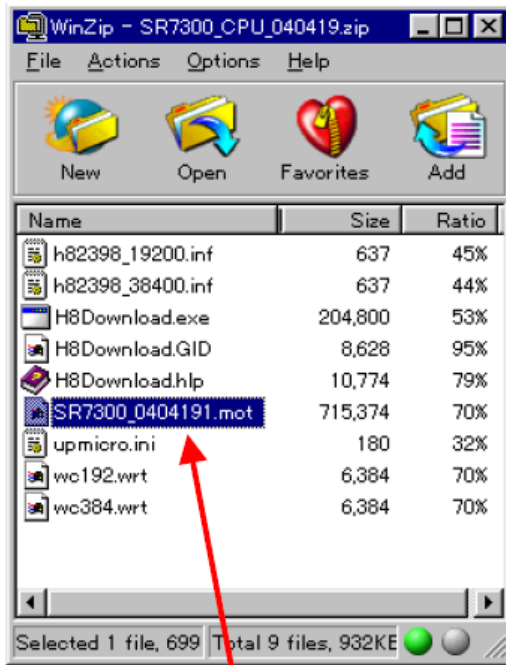 WinZip - SR7300_CPU_040419.zip
File Actions Options Help
New Open Favorites Add
Name Size Ratio
h82398_19200.inf 637 45%
h82398_38400.inf 637 44%
H8Download.exe 204,800 53%
H8Download.GID 8,628 95%
H8Download.hlp 10,774 79%
SR7300_0404191.mot 715,374 70%
upmicro.ini 180 32%
wc192.wrt 6,384 70%
wc384.wrt 6,384 70%
Selected 1 file, 699 Total 9 files, 932KE